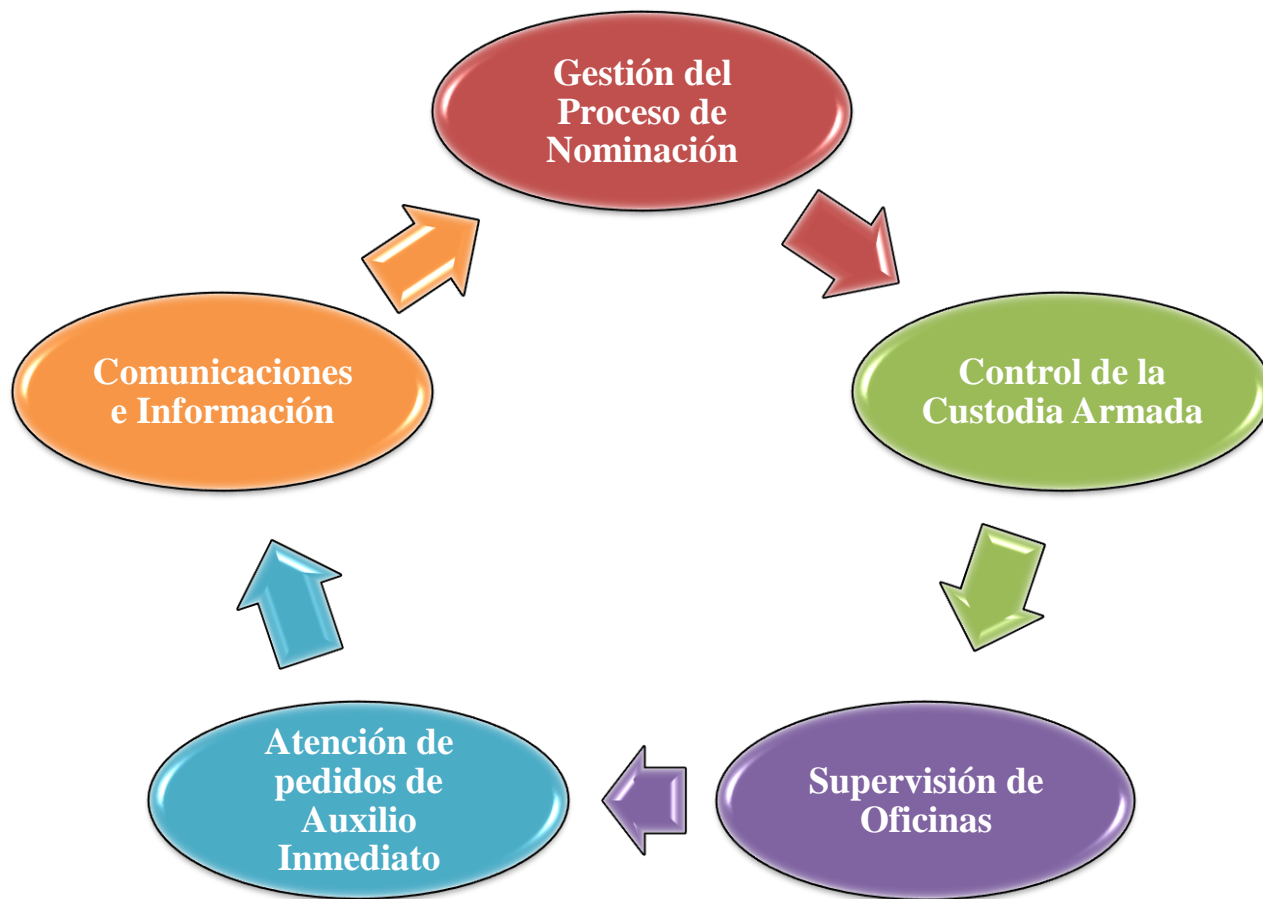 Gestión del
Proceso de
Nominación
Control de la
Custodia Armada
Supervisión de
Oficinas
Atención de
pedidos de
Auxilio
Inmediato
Comunicaciones
e Información